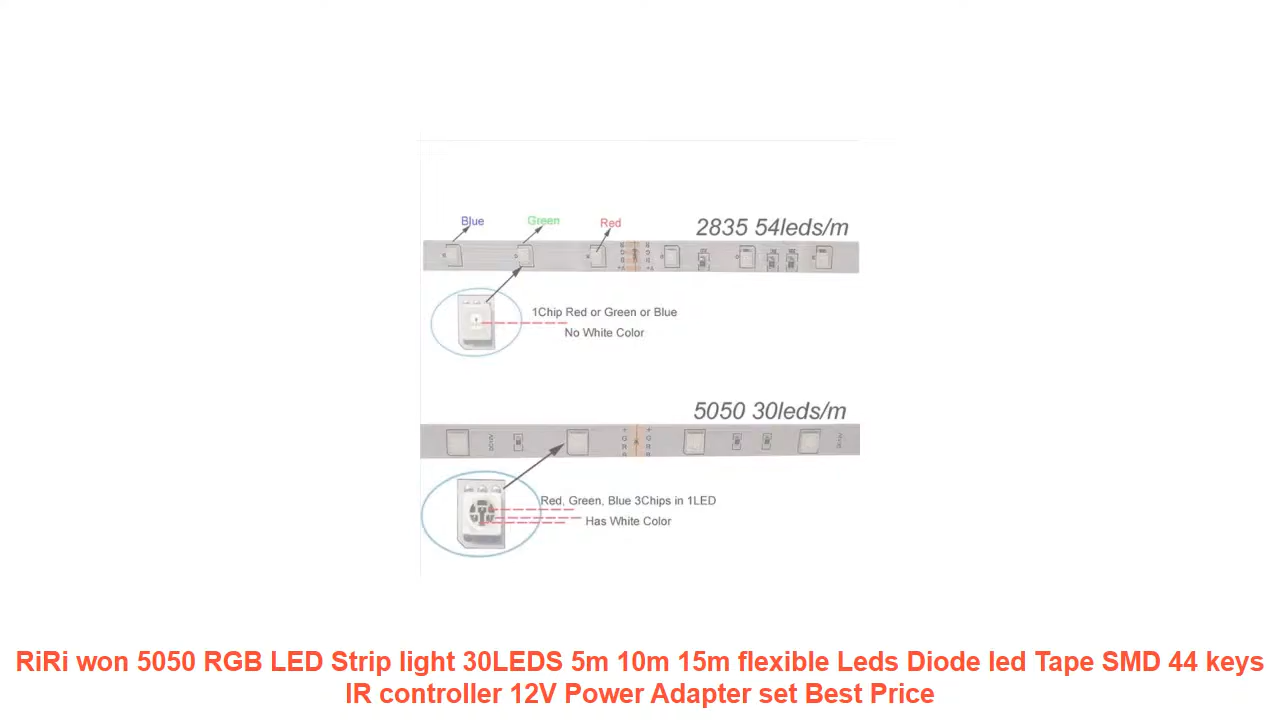 Blue
Green
Red
2835 54leds/m
1Chip Red or Green or Blue
No White Color
5050 30leds/m
Red, Green, Blue 3Chips in 1LED
Has White Color
RiRi won 5050 RGB LED Strip light 30LEDS 5m 10m 15m flexible Leds Diode led Tape SMD 44 keys
IR controller 12V Power Adapter set Best Price